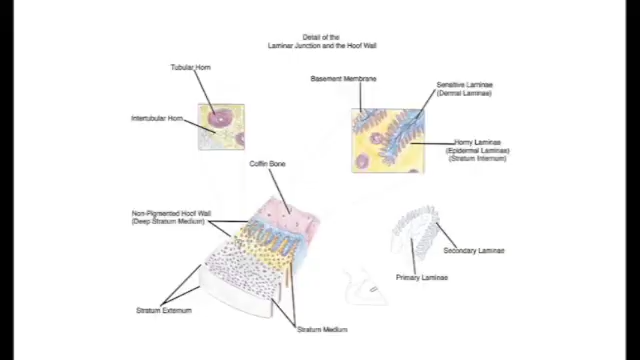 Detail of the
Laminar Junction and the Hoof Wall
Tubular Horn
Basement Membrane
Sensitive Laminae
(Dermal Laminae)
Intertubular Horn
Horny Laminae
(Epidermal Laminae)
(Stratum Internum)
Coffin Bone
Non-Pigmented Hoof Wall
(Deep Stratum Medium)
Secondary Laminae
Primary Laminae
Stratum Externum
Stratum Medium